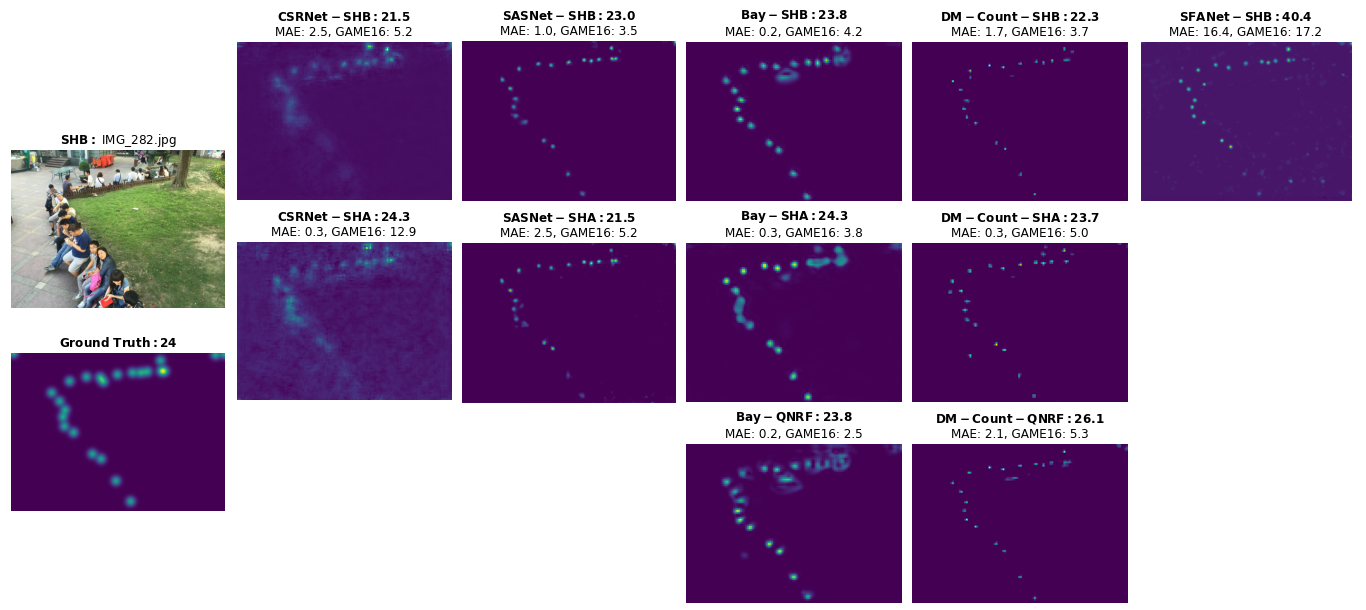 CSRNet − SHB : 21.5
MAE: 2.5, GAME16: 5.2
SASNet − SHB : 23.0
MAE: 1.0, GAME16: 3.5
Bay − SHB : 23.8
MAE: 0.2, GAME16: 4.2
DM − Count − SHB : 22.3
MAE: 1.7, GAME16: 3.7
SFANet − SHB : 40.4
MAE: 16.4, GAME16: 17.2
SHB : IMG_282.jpg
CSRNet − SHA : 24.3
MAE: 0.3, GAME16: 12.9
SASNet − SHA : 21.5
MAE: 2.5, GAME16: 5.2
Bay − SHA : 24.3
MAE: 0.3, GAME16: 3.8
DM − Count − SHA : 23.7
MAE: 0.3, GAME16: 5.0
Ground Truth : 24
Bay − QNRF : 23.8
MAE: 0.2, GAME16: 2.5
DM − Count − QNRF : 26.1
MAE: 2.1, GAME16: 5.3